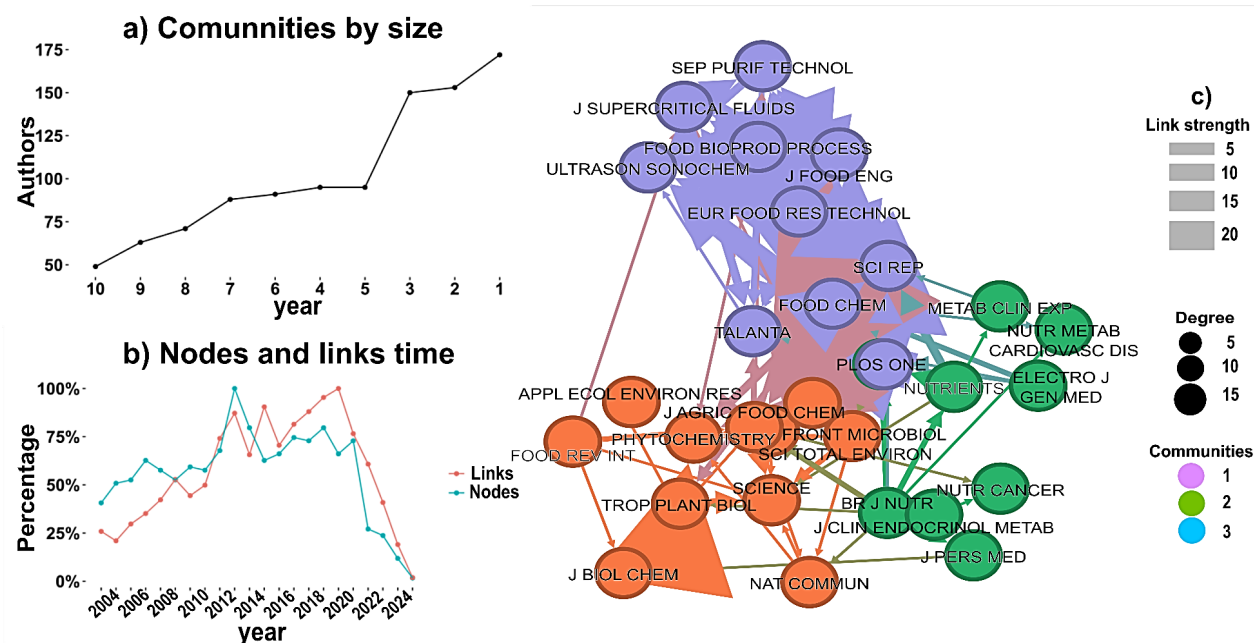 a) Comunnities by size
175
150
125
100
75
50
Authors
10 9 8 7 6 4 5 3 2 1
year
b) Nodes and links time
100%
75%
50%
25%
0%
Percentage
2004 2006 2008 2010 2012 2014 2016 2018 2020 2022 2024
year
Links
Nodes
SEP PURIF TECHNOL
J SUPERCRITICAL FLUIDS
FOOD BIOPROD PROCESS
ULTRASON SONOCHEM
J FOOD ENG
EUR FOOD RES TECHNOL
SCI REP
FOOD CHEM
METAB CLIN EXP
TALANTA
NUTR METAB
CARDIOVASC DIS
PLOS ONE
NUTRIENTS
ELECTRO J
GEN MED
APPL ECOL ENVIRON RES
J AGRIC FOOD CHEM
PHYTOCHEMISTRY
FRONT MICROBIOL
FOOD REV INT
SCI TOTAL ENVIRON
SCIENCE
NUTR CANCER
TROP PLANT BIOL
BR J NUTR
J CLIN ENDOCRINOL METAB
J PERS MED
J BIOL CHEM
NAT COMMUN
c)
Link strength
5
10
15
20
Degree
5
10
15
Communities
1
2
3